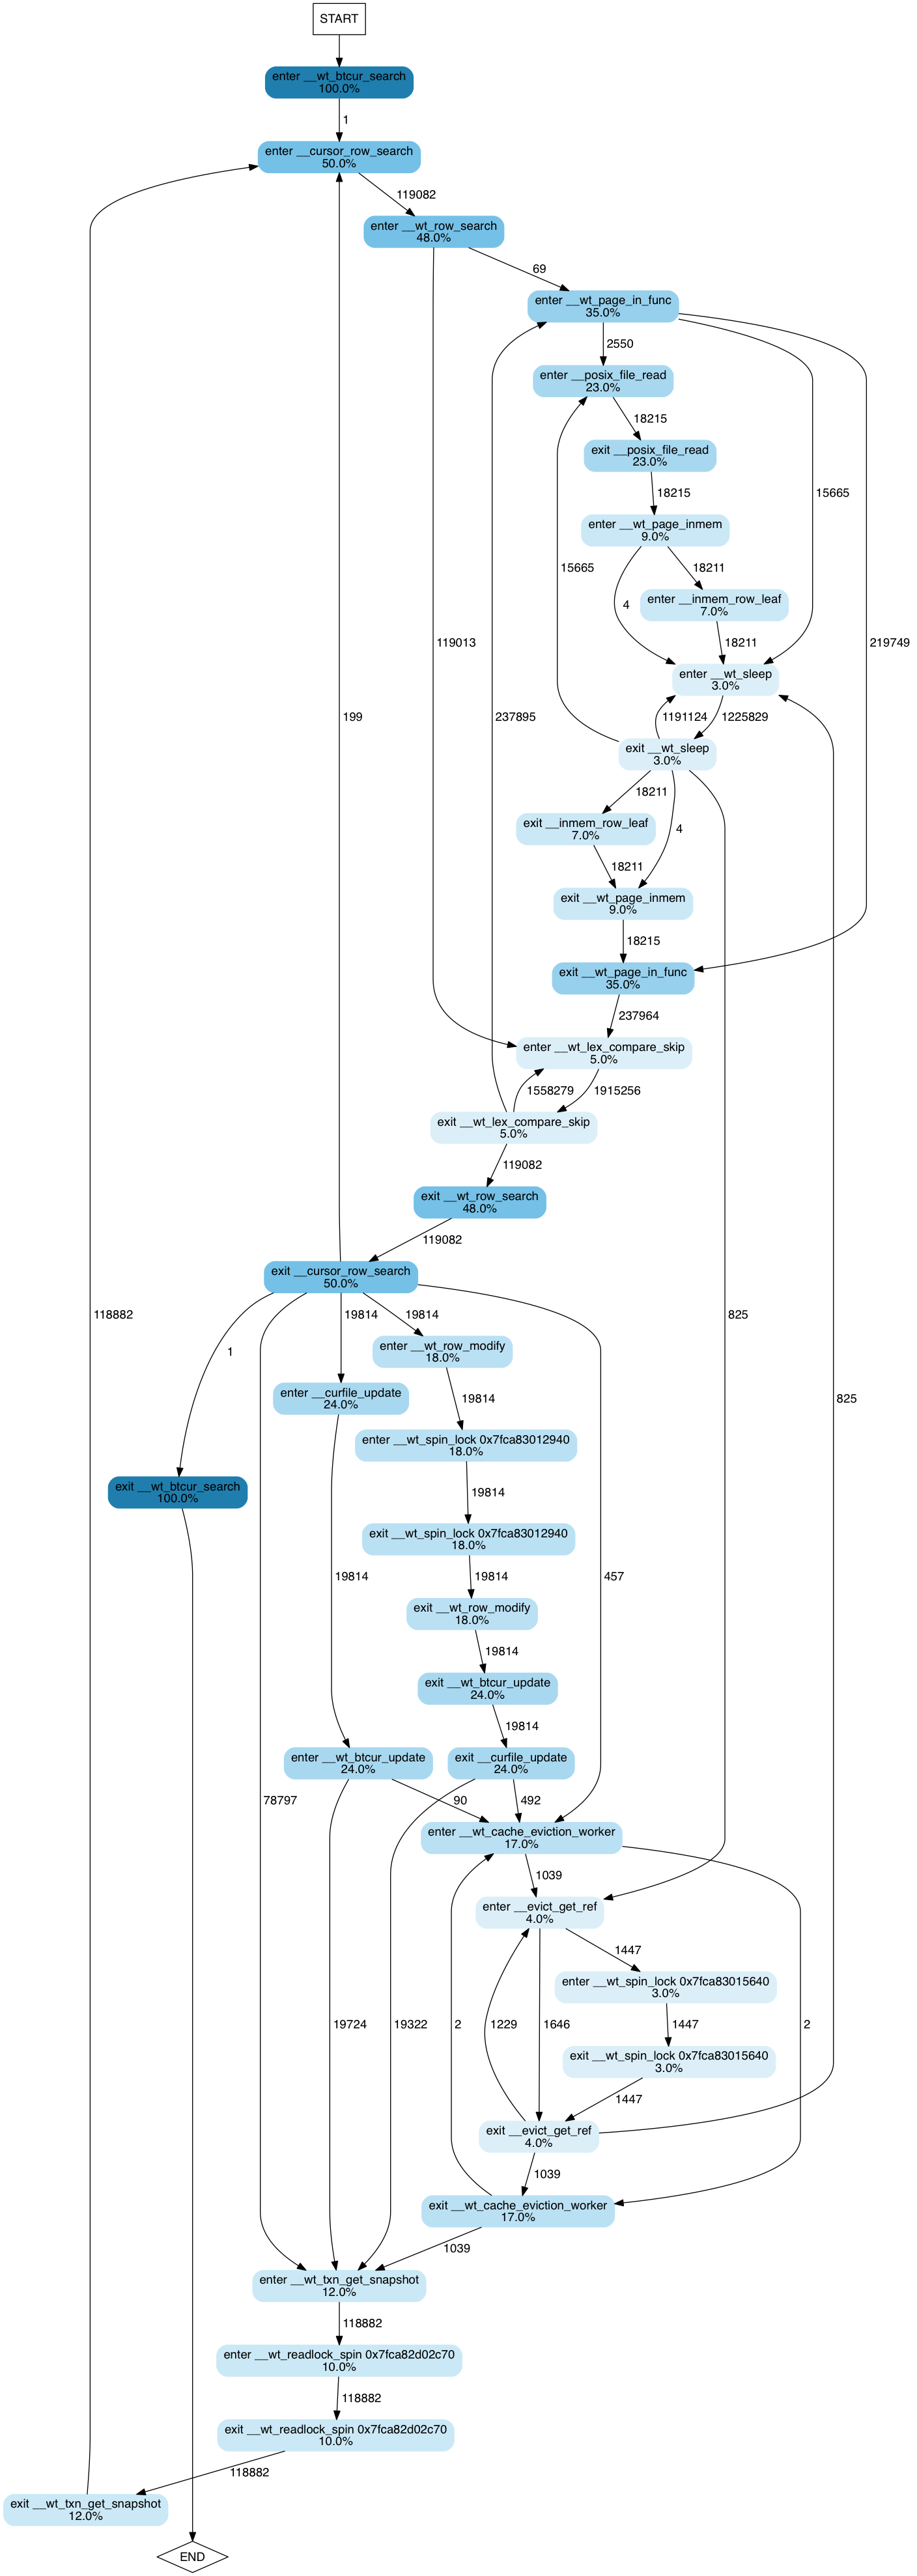 START
enter __wt_btcur_search
100.0%
1
enter __cursor_row_search
50.0%
119082
enter __wt_row_search
48.0%
69
enter __wt_page_in_func
35.0%
2550
enter __posix_file_read
23.0%
18215
exit __posix_file_read
23.0%
18215
15665
enter __wt_page_inmem
9.0%
15665
18211
enter __inmem_row_leaf
7.0%
4
18211
119013
219749
enter __wt_sleep
3.0%
199
237895
1191124
1225829
exit __wt_sleep
3.0%
18211
exit __inmem_row_leaf
7.0%
4
18211
exit __wt_page_inmem
9.0%
18215
exit __wt_page_in_func
35.0%
237964
enter __wt_lex_compare_skip
5.0%
1558279
1915256
exit __wt_lex_compare_skip
5.0%
119082
exit __wt_row_search
48.0%
119082
exit __cursor_row_search
50.0%
118882
19814
19814
825
1
enter __wt_row_modify
18.0%
enter __curfile_update
24.0%
19814
825
enter __wt_spin_lock 0x7fca83012940
18.0%
exit __wt_btcur_search
100.0%
19814
exit __wt_spin_lock 0x7fca83012940
18.0%
19814
19814
457
exit __wt_row_modify
18.0%
19814
exit __wt_btcur_update
24.0%
19814
enter __wt_btcur_update
24.0%
exit __curfile_update
24.0%
78797
90
492
enter __wt_cache_eviction_worker
17.0%
1039
enter __evict_get_ref
4.0%
1447
enter __wt_spin_lock 0x7fca83015640
3.0%
19724
19322
2
1229
1646
1447
2
exit __wt_spin_lock 0x7fca83015640
3.0%
1447
exit __evict_get_ref
4.0%
1039
exit __wt_cache_eviction_worker
17.0%
1039
enter __wt_txn_get_snapshot
12.0%
118882
enter __wt_readlock_spin 0x7fca82d02c70
10.0%
118882
exit __wt_readlock_spin 0x7fca82d02c70
10.0%
118882
exit __wt_txn_get_snapshot
12.0%
END